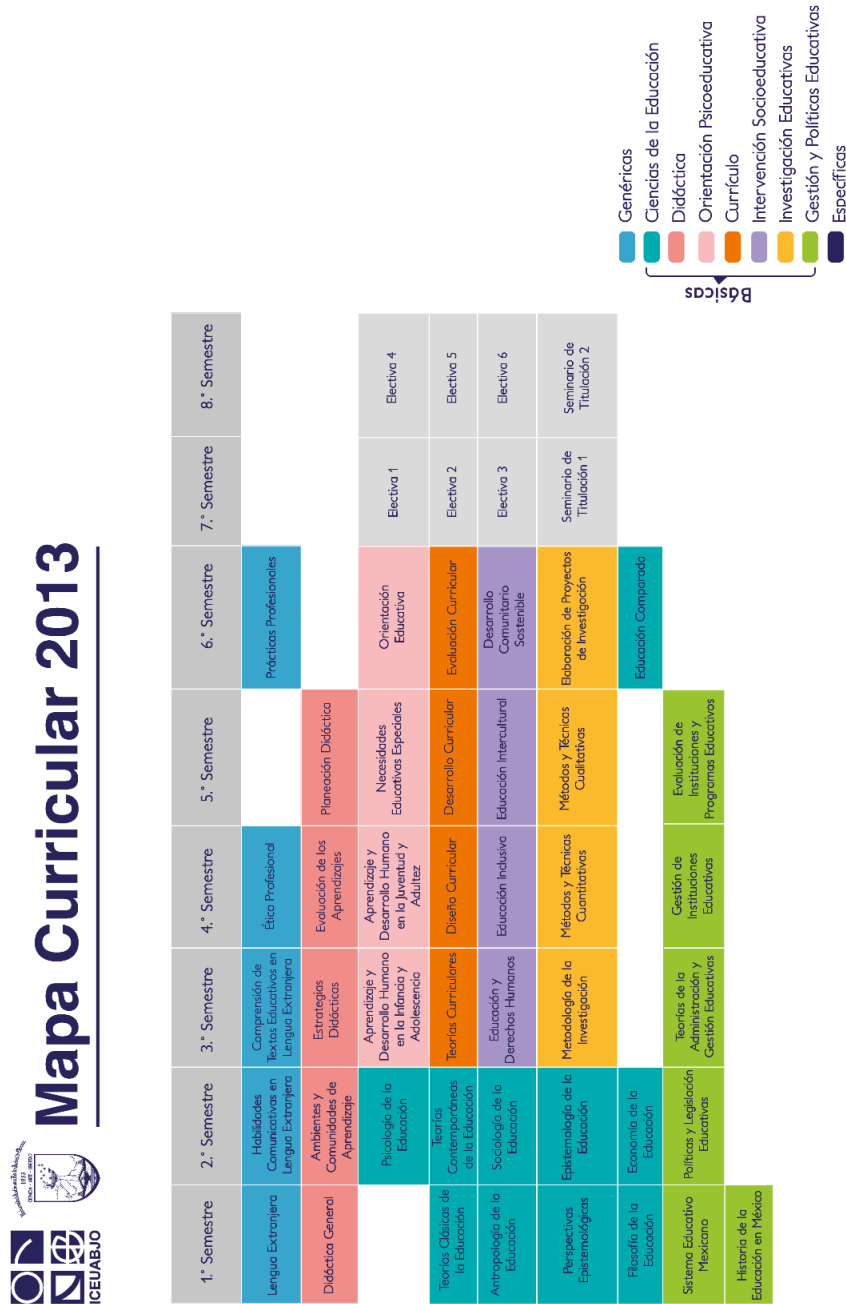 ICEUABJO
1955
CIENCIA · ARTE · LIBERTAD
Mapa Curricular 2013
1.° Semestre
2.° Semestre
3.° Semestre
4.° Semestre
5.° Semestre
6.° Semestre
7.° Semestre
8.° Semestre
Lengua Extranjera
Habilidades
Comunicativas en
Lengua Extranjera
Comprensión de
Textos Educativos en
Lengua Extranjera
Ética Profesional
Prácticas Profesionales
Didáctica General
Ambientes y
Comunidades de
Aprendizaje
Estrategias
Didácticas
Evaluación de los
Aprendizajes
Planeación Didáctica
Psicología de la
Educación
Aprendizaje y
Desarrollo Humano
en la Infancia y
Adolescencia
Aprendizaje y
Desarrollo Humano
en la Juventud y
Adultez
Necesidades
Educativas Especiales
Orientación
Educativa
Electiva 1
Electiva 4
Teorías Clásicas de
la Educación
Teorías
Contemporáneas
de la Educación
Teorías Curriculares
Diseño Curricular
Desarrollo Curricular
Evaluación Curricular
Electiva 2
Electiva 5
Antropología de la
Educación
Sociología de la
Educación
Educación y
Derechos Humanos
Educación Inclusiva
Educación Intercultural
Desarrollo
Comunitario
Sostenible
Electiva 3
Electiva 6
Perspectivas
Epistemológicas
Epistemología de la
Educación
Metodología de la
Investigación
Métodos y Técnicas
Cuantitativas
Métodos y Técnicas
Cualitativas
Elaboración de Proyectos
de Investigación
Seminario de
Titulación 1
Seminario de
Titulación 2
Filosofía de la
Educación
Economía de la
Educación
Educación Comparada
Sistema Educativo
Mexicano
Políticas y Legislación
Educativas
Teorías de la
Administración y
Gestión Educativas
Gestión de
Instituciones
Educativas
Evaluación de
Instituciones y
Programas Educativos
Historia de la
Educación en México
Básicas
Genéricas
Ciencias de la Educación
Didáctica
Orientación Psicoeducativa
Currículo
Intervención Socioeducativa
Investigación Educativas
Gestión y Políticas Educativas
Específicas